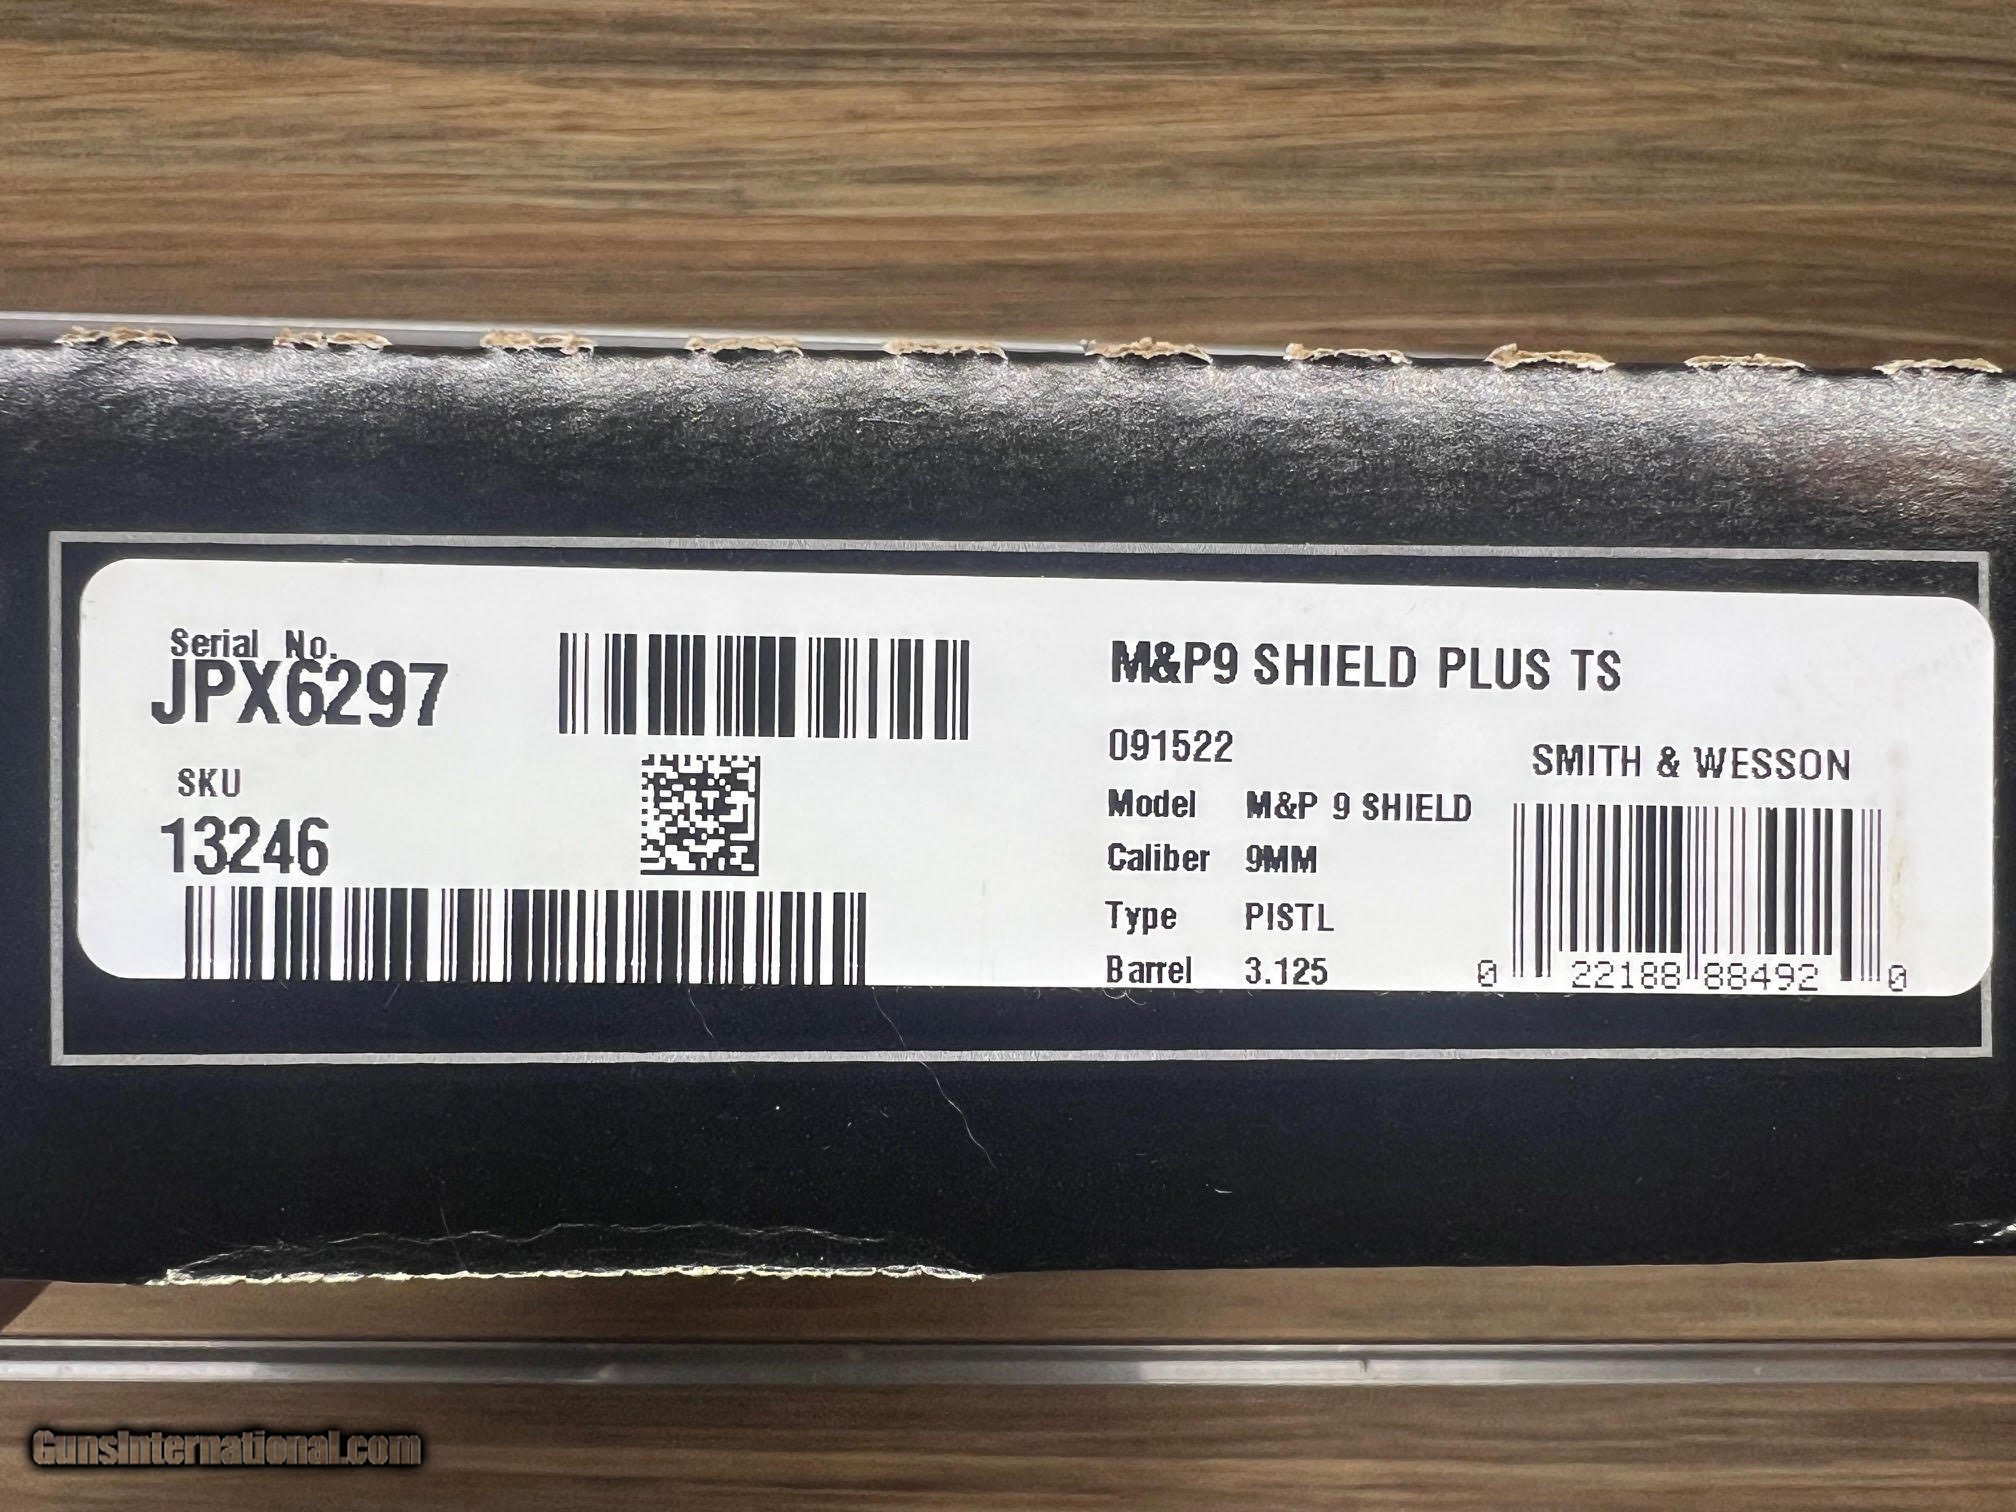 Serial No.
JPX6297
SKU
13246
M&P9 SHIELD PLUS TS
091522
SMITH & WESSON
Model M&P 9 SHIELD
Caliber 9MM
Type PISTL
Barrel 3.125
0 22188 88492 0
GunsInternational.com